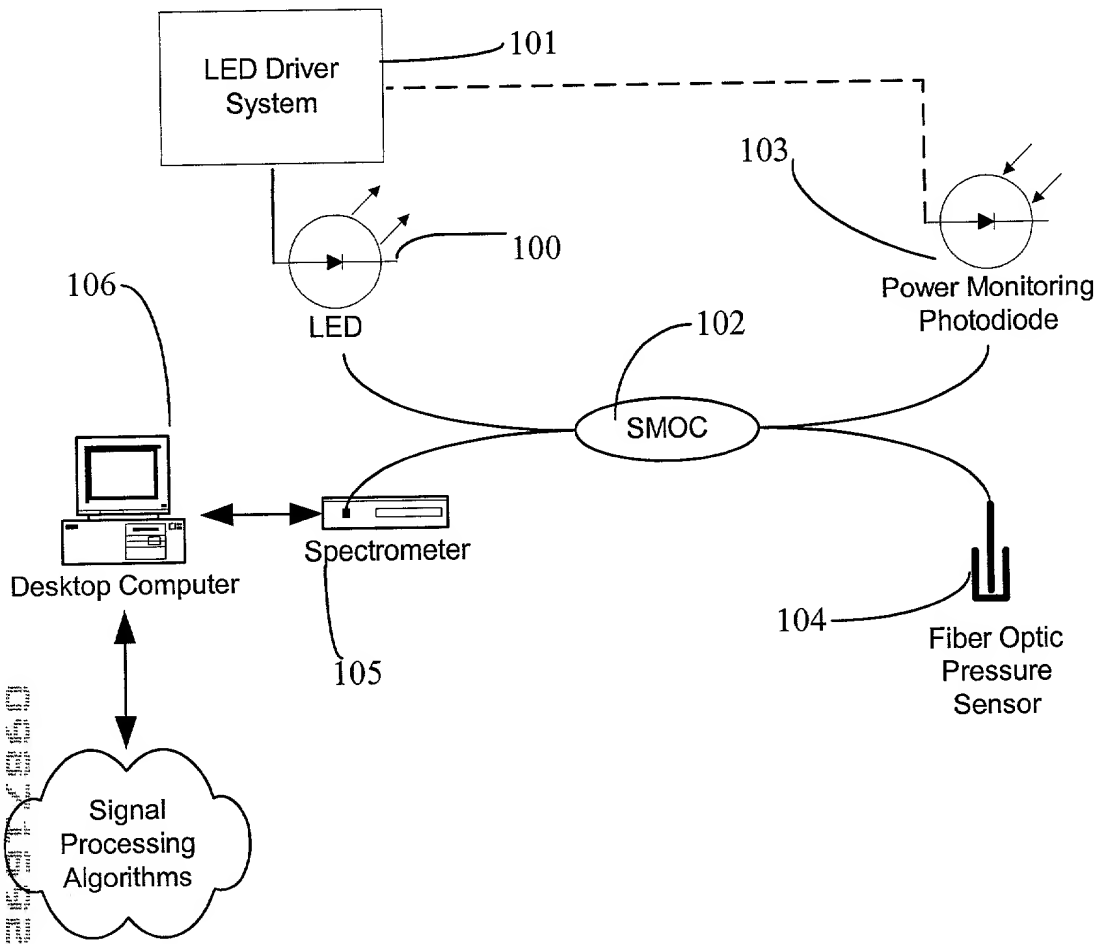 101
LED Driver
System
103
100
106
LED
Power Monitoring
Photodiode
102
SMOC
Spectrometer
Desktop Computer
104
105
Fiber Optic
Pressure
Sensor
Signal
Processing
Algorithms